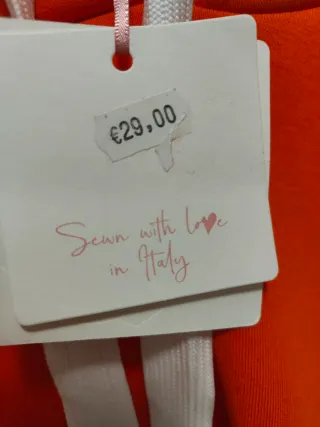 €29,00
Sewn with love
in Italy